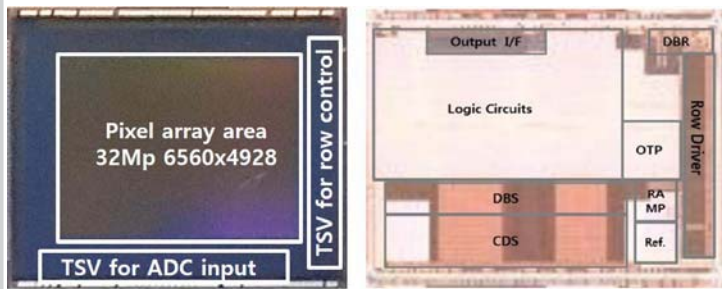 Pixel array area
32Mp 6560x4928
TSV for row control
TSV for ADC input
Output I/F
DBR
Logic Circuits
Row Driver
OTP
DBS
RA
MP
CDS
Ref.